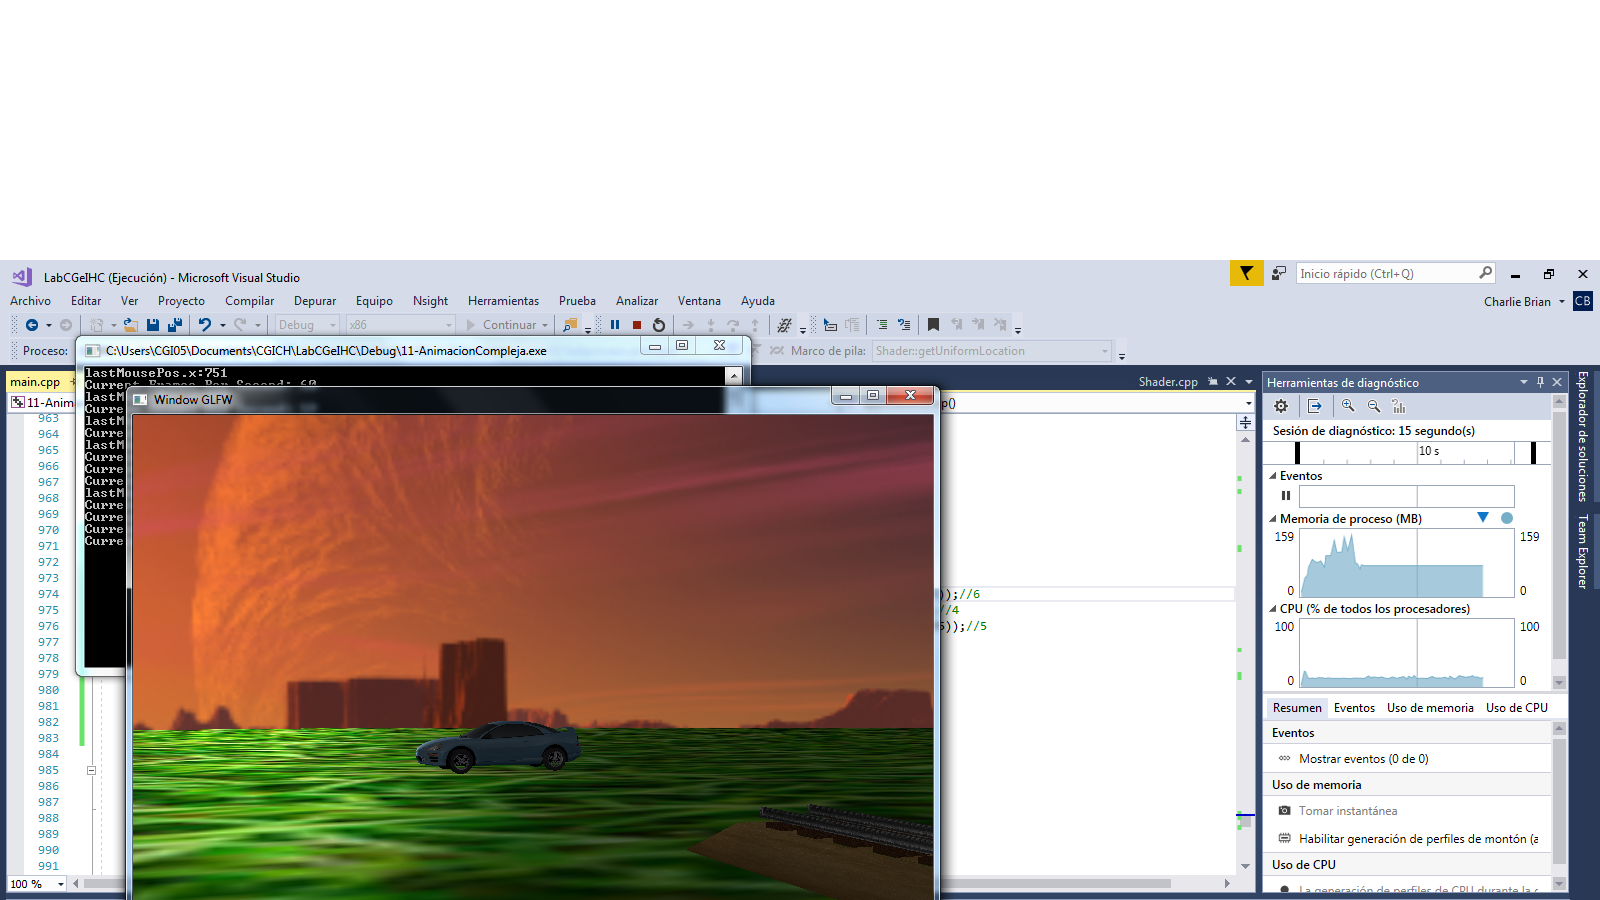 LabCGeIHC (Ejecución) - Microsoft Visual Studio
Inicio rápido (Ctrl+Q)
Archivo Editar Ver Proyecto Compilar Depurar Equipo Nsight Herramientas Prueba Analizar Ventana Ayuda
Charlie Brian CB
Debug x86 Continuar
Proceso:
C:\Users\CGI05\Documents\CGICH\LabCGeIHC\Debug\11-AnimacionCompleja.exe
Marco de pila: Shader::getUniformLocation
lastMousePos.x:751
Current Frames Per Second: 60
lastM
Curre
lastM
Curre
lastM
Curre
Curre
Curre
lastM
Curre
Curre
Curre
Curre
Window GLFW
main.cpp
Shader.cpp
11-Anim
p()
963
964
965
966
967
968
969
970
971
972
973
974
));//6
975
//4
976
));//5
977
978
979
980
981
982
983
984
985
986
987
988
989
990
991
100 %
Herramientas de diagnóstico
Sesión de diagnóstico: 15 segundo(s)
10 s
Eventos
Memoria de proceso (MB)
159 159
0 0
CPU (% de todos los procesadores)
100 100
0 0
Resumen Eventos Uso de memoria Uso de CPU
Eventos
Mostrar eventos (0 de 0)
Uso de memoria
Tomar instantánea
Habilitar generación de perfiles de montón (a
Uso de CPU
La generación de perfiles de CPU durante la
Explorador de soluciones
Team Explorer